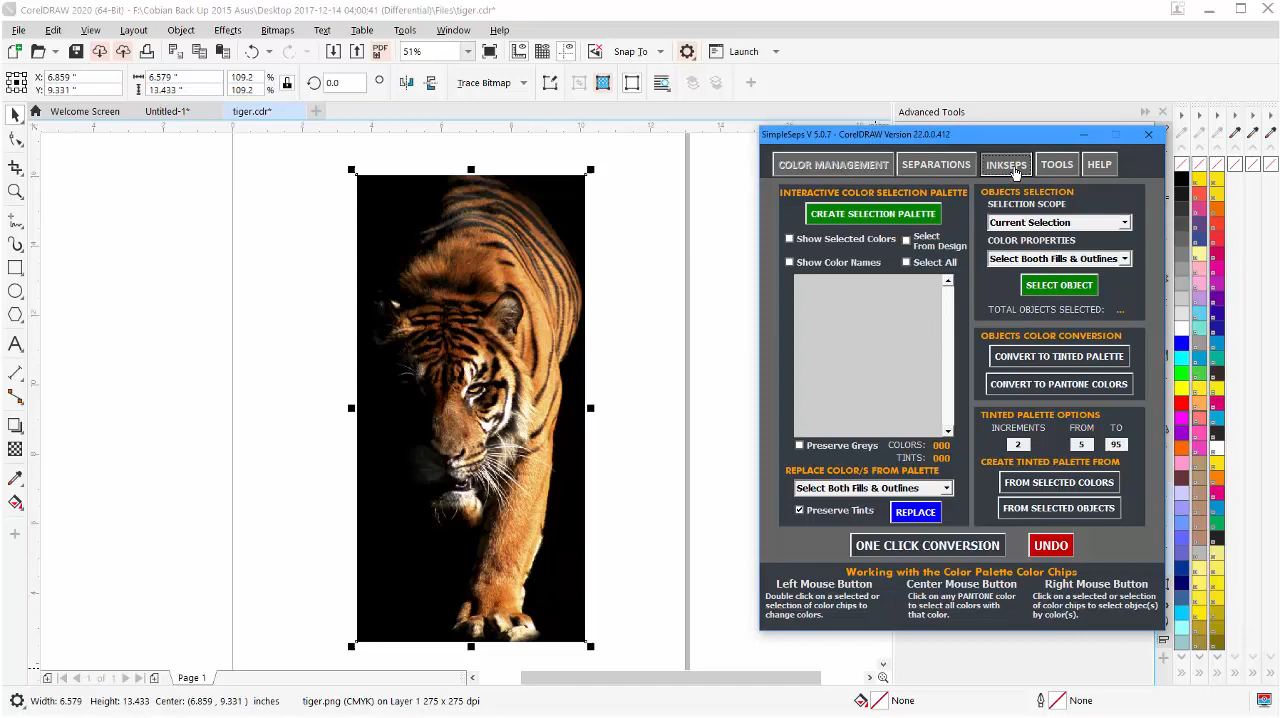 CorelDRAW 2020 (64-Bit) - F:\Cobian Back Up 2015 Asus\Desktop 2017-12-14 04:00:41 (Differential)\Files\tiger.cdr*
File Edit View Layout Object Effects Bitmaps Text Table Tools Window Help
PDF 51% Snap To Launch
X: 6.859 " 6.579 " 109.2 %
Y: 9.331 " 13.433 " 109.2 %
0.0 Trace Bitmap
Welcome Screen Untitled-1* tiger.cdr* Advanced Tools
SimpleSeps V 5.0.7 - CorelDRAW Version 22.0.0.412
COLOR MANAGEMENT SEPARATIONS INKSEPS TOOLS HELP
INTERACTIVE COLOR SELECTION PALETTE
CREATE SELECTION PALETTE
Show Selected Colors
Select From Design
Show Color Names
Select All
Preserve Greys
COLORS: 000
TINTS: 000
REPLACE COLOR/S FROM PALETTE
Select Both Fills & Outlines
Preserve Tints
REPLACE
OBJECTS SELECTION
SELECTION SCOPE
Current Selection
COLOR PROPERTIES
Select Booth Fills & Outlines
SELECT OBJECT
TOTAL OBJECTS SELECTED: ...
OBJECTS COLOR CONVERSION
CONVERT TO TINTED PALETTE
CONVERT TO PANTONE COLORS
TINTED PALETTE OPTIONS
INCREMENTS FROM TO
2 5 95
CREATE TINTED PALETTE FROM
FROM SELECTED COLORS
FROM SELECTED OBJECTS
ONE CLICK CONVERSION UNDO
Working with the Color Palette Color Chips
Left Mouse Button
Double click on a selected or
selection of color chips to
change colors.
Center Mouse Button
Click on any PANTONE color
to select all colors with
that color.
Right Mouse Button
Click on a selected or selection
of color chips to select objec(s)
by color(s).
1 of 1 Page 1
Width: 6.579 Height: 13.433 Center: (6.859 , 9.331 ) inches tiger.png (CMYK) on Layer 1 275 x 275 dpi None None